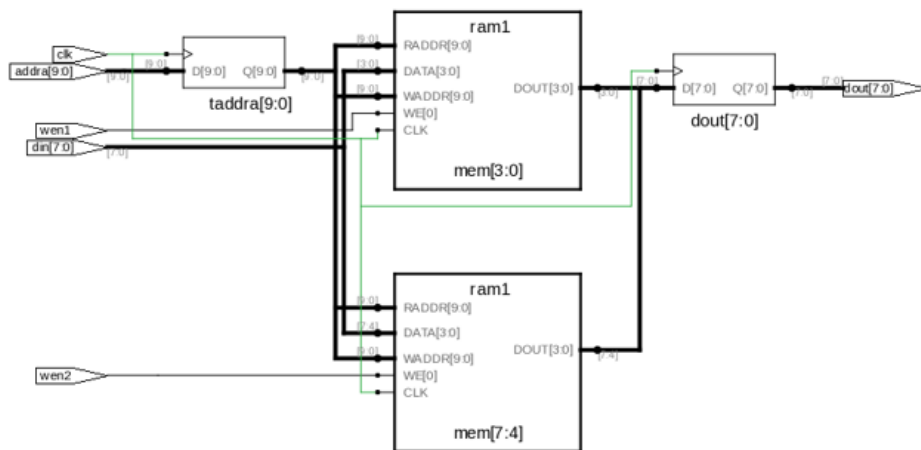 clk
addra[9:0]
[9:0]
[9:0]
D[9:0] Q[9:0]
[9:0]
taddra[9:0]
wen1
din[7:0]
[7:0]
ram1
[9:0]
RADDR[9:0]
[3:0]
DATA[3:0]
[9:0]
WADDR[9:0]
WE[0]
CLK
DOUT[3:0]
[3:0]
mem[3:0]
[7:0]
D[7:0] Q[7:0]
[7:0]
[7:0]
dout[7:0]
dout[7:0]
ram1
[9:0]
RADDR[9:0]
[7:4]
DATA[3:0]
[9:0]
WADDR[9:0]
WE[0]
CLK
DOUT[3:0]
[7:4]
wen2
mem[7:4]